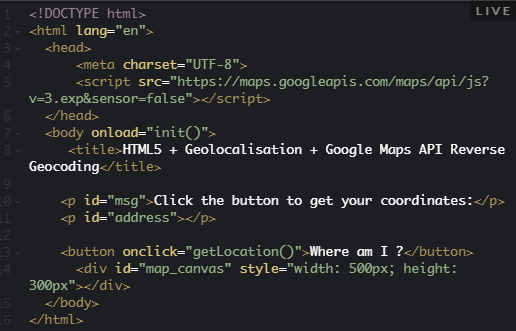 LIVE
1 <!DOCTYPE html>
2 <html lang="en">
3 <head>
4 <meta charset="UTF-8">
5 <script src="https://maps.googleapis.com/maps/api/js?
v=3.exp&sensor=false"></script>
6 </head>
7 <body onload="init()">
8 <title>HTML5 + Geolocalisation + Google Maps API Reverse
Geocoding</title>
9
10 <p id="msg">Click the button to get your coordinates:</p>
11 <p id="address"></p>
12
13 <button onclick="getLocation()">Where am I ?</button>
14 <div id="map_canvas" style="width: 500px; height:
300px"></div>
15 </body>
16 </html>